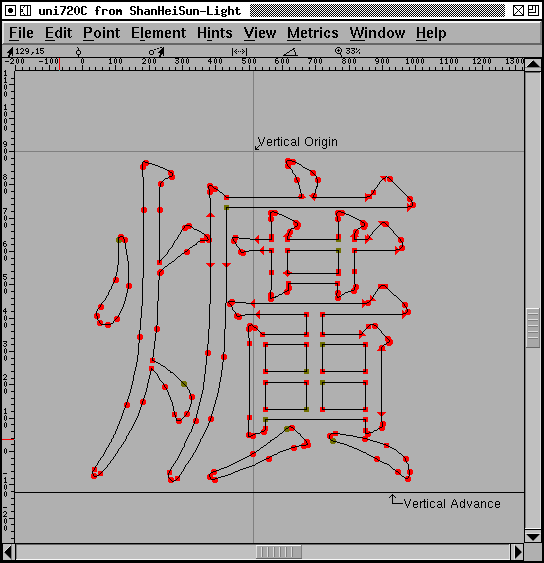 uni720C from ShanHeiSun-Light
File Edit Point Element Hints View Metrics Window Help
129,15 33%
-200 -100 0 100 200 300 400 500 600 700 800 900 1000 1100 1200 1300
Vertical Origin
爌
Vertical Advance